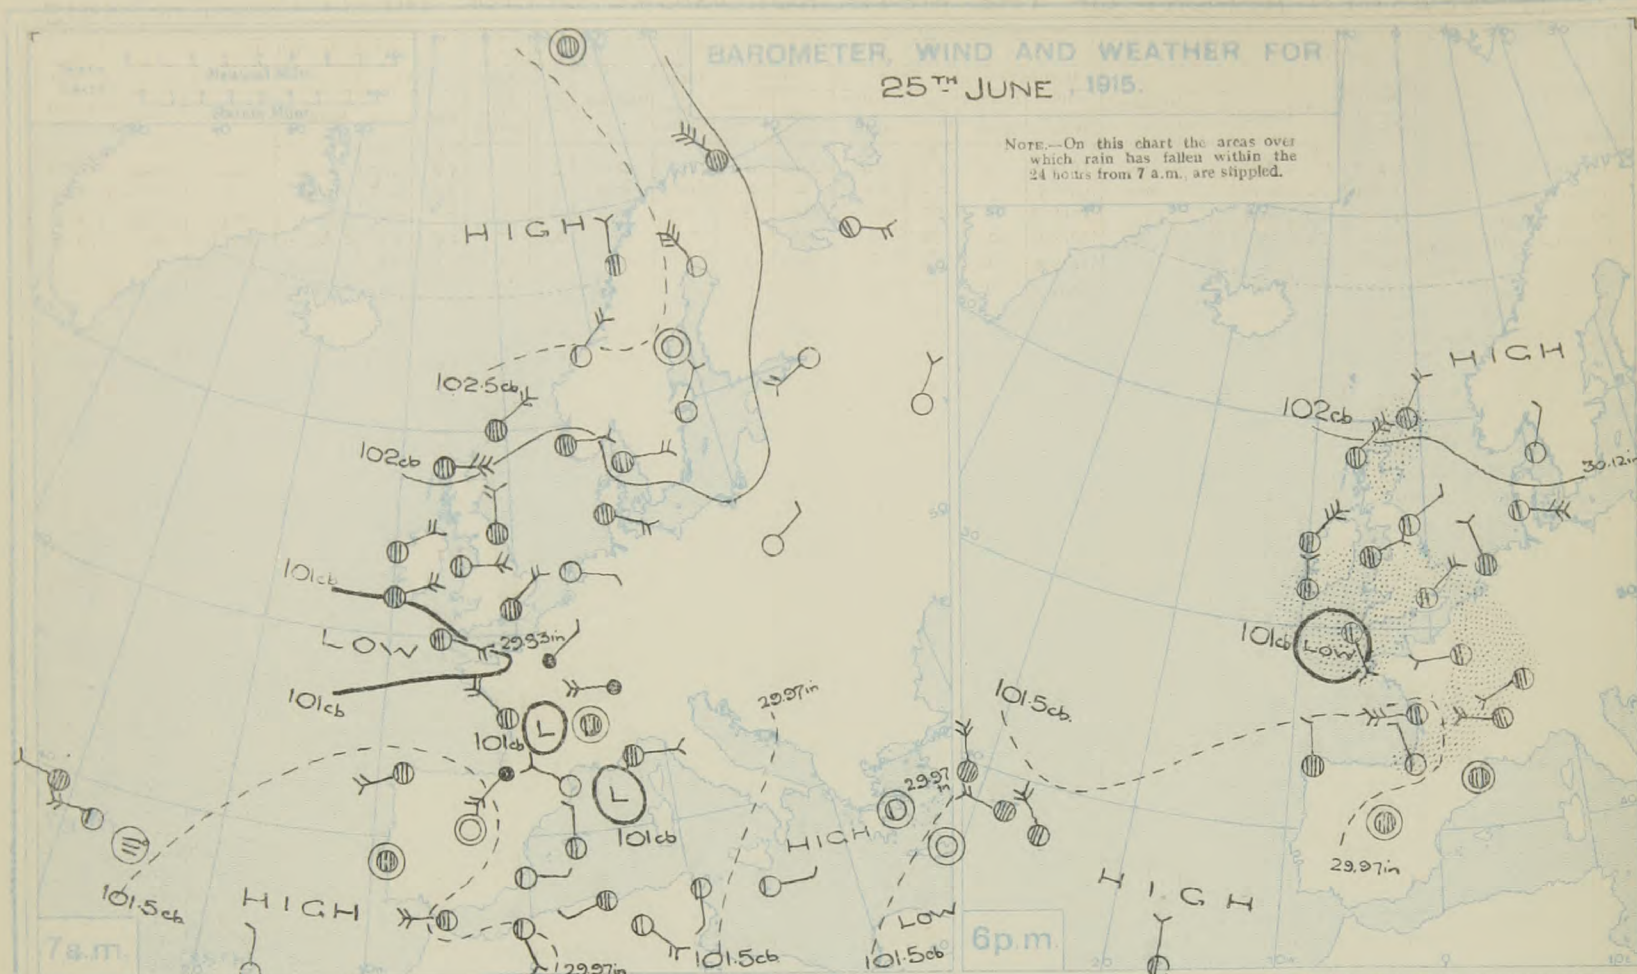 BAROMETER, WIND AND WEATHER FOR
25TH JUNE, 1915.
NOTE.—On this chart the areas over
which rain has fallen within the
24 hours from 7 a.m., are stippled.
HIGH
102.5cb
102cb
101cb
LOW
29.93in
101cb
L
101cb
L
101cb
29.97in
101.5cb
HIGH
29.97in
101.5cb
HIGH
29.97
in
LOW
101.5cb
7a.m.
HIGH
102cb
30.12in
101cb
LOW
101.5cb.
29.97in
HIGH
6p.m.